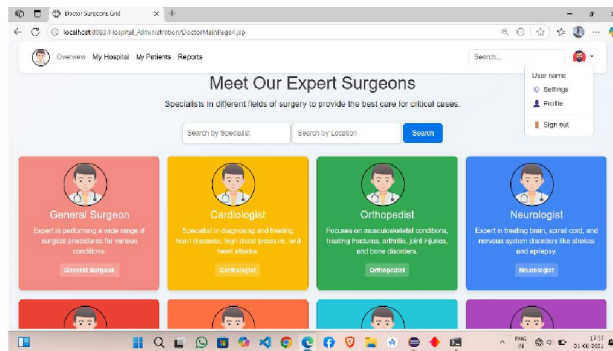 Doctor Surgeons Grid
localhost:8083/Hospital_Administration/DoctorMainPage4.jsp
Overview My Hospital My Patients Reports
Search...
User name
Settings
Profile
Sign out
Meet Our Expert Surgeons
Specialists in different fields of surgery to provide the best care for critical cases.
Search by Specialist
Search by Location
Search
General Surgeon
Expert in performing a wide range of
surgical procedures for various
conditions.
General Surgeon
Cardiologist
Specialist in diagnosing and treating
heart diseases, high blood pressure, and
heart attacks.
Cardiologist
Orthopedist
Focuses on musculoskeletal conditions,
treating fractures, arthritis, joint injuries,
and bone disorders.
Orthopedist
Neurologist
Expert in treating brain, spinal cord, and
nervous system disorders like strokes
and epilepsy.
Neurologist
ENG
IN